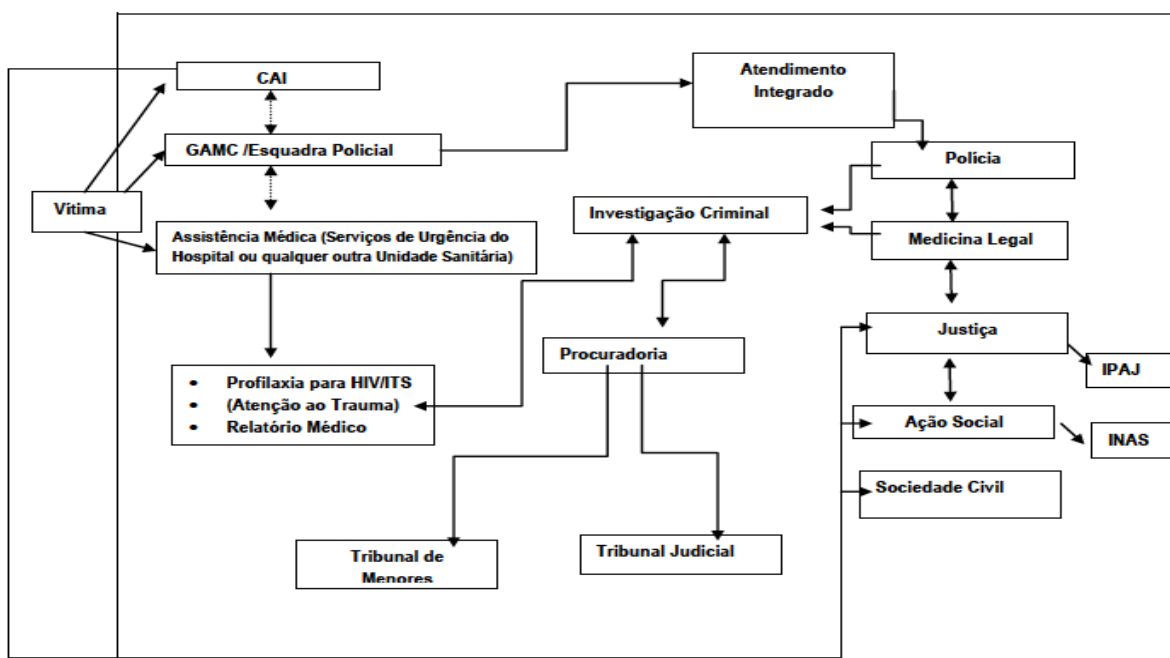 CAI
Atendimento
Integrado
GAMC /Esquadra Policial
Polícia
Vítima
Investigação Criminal
Assistência Médica (Serviços de Urgência do
Hospital ou qualquer outra Unidade Sanitária)
Medicina Legal
Justiça
Procuradoria
IPAJ
• Profilaxia para HIV/ITS
• (Atenção ao Trauma)
• Relatório Médico
Ação Social
INAS
Sociedade Civil
Tribunal de
Menores
Tribunal Judicial